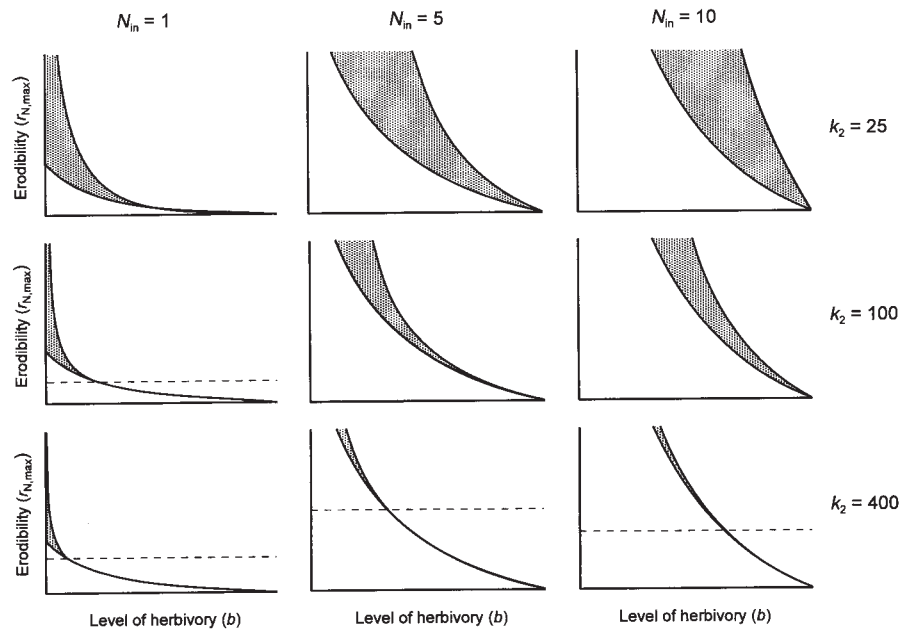 N_in = 1
N_in = 5
N_in = 10
Erodibility (r_N,max)
k_2 = 25
Erodibility (r_N,max)
k_2 = 100
Erodibility (r_N,max)
k_2 = 400
Level of herbivory (b)
Level of herbivory (b)
Level of herbivory (b)